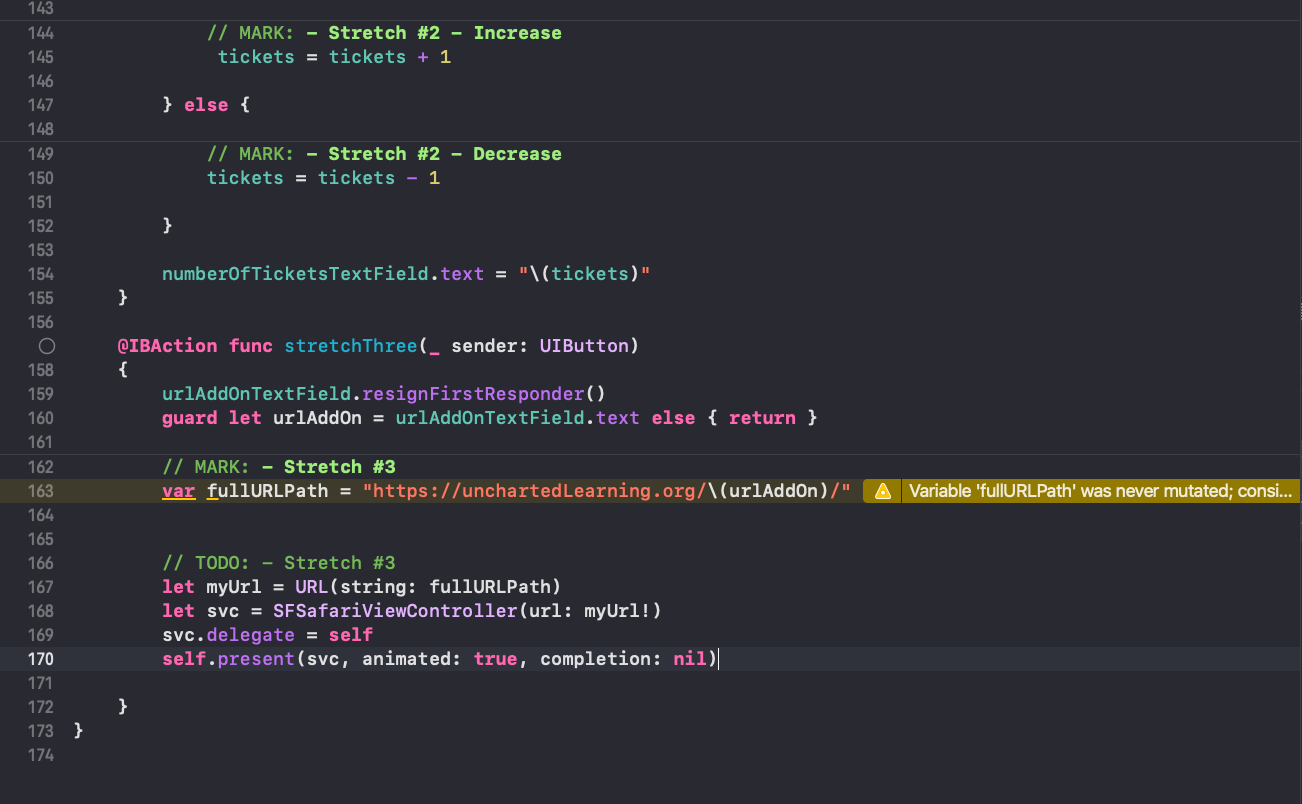 143
144 // MARK: - Stretch #2 - Increase
145 tickets = tickets + 1
146
147 } else {
148
149 // MARK: - Stretch #2 - Decrease
150 tickets = tickets - 1
151
152 }
153
154 numberOfTicketsTextField.text = "\(tickets)"
155 }
156
@IBAction func stretchThree(_ sender: UIButton)
158 {
159 urlAddOnTextField.resignFirstResponder()
160 guard let urlAddOn = urlAddOnTextField.text else { return }
161
162 // MARK: - Stretch #3
163 var fullURLPath = "https://unchartedLearning.org/\(urlAddOn)/" Variable 'fullURLPath' was never mutated; consi...
164
165
166 // TODO: - Stretch #3
167 let myUrl = URL(string: fullURLPath)
168 let svc = SFSafariViewController(url: myUrl!)
169 svc.delegate = self
170 self.present(svc, animated: true, completion: nil)
171
172 }
173 }
174